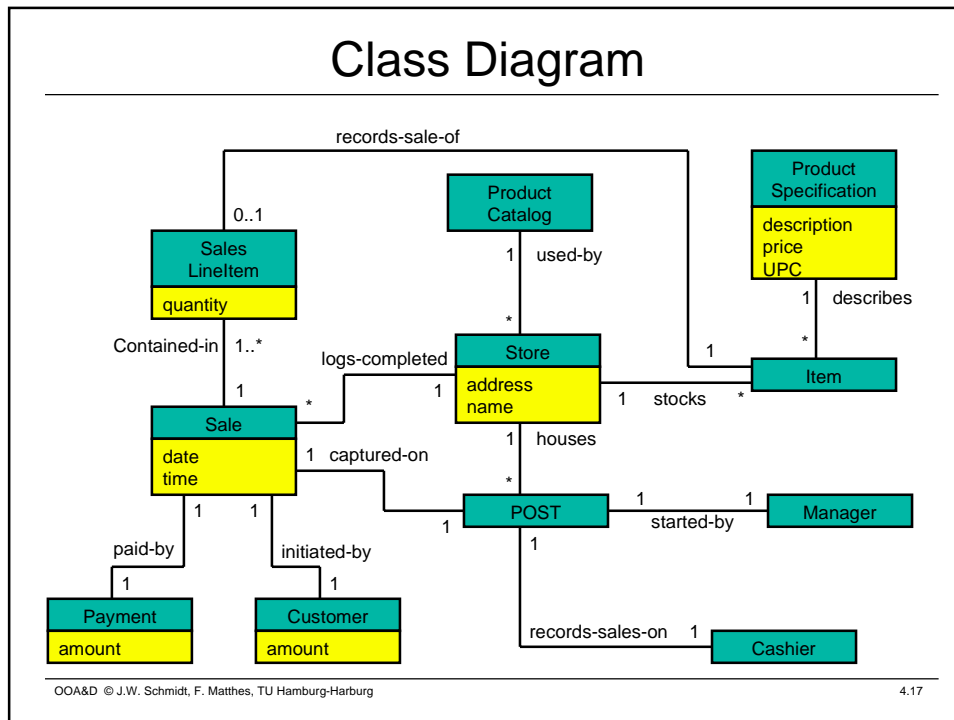 Class Diagram
records-sale-of
Product
Specification
description
price
UPC
Product
Catalog
0..1
Sales
LineItem
quantity
1
used-by
*
1
describes
*
Contained-in
1..*
1
logs-completed
*
1
Store
address
name
1
Item
1
stocks
*
Sale
date
time
1
captured-on
1
1
houses
*
POST
1
started-by
1
Manager
1
paid-by
1
1
initiated-by
1
Payment
amount
Customer
amount
1
records-sales-on
1
Cashier
OOA&D © J.W. Schmidt, F. Matthes, TU Hamburg-Harburg
4.17